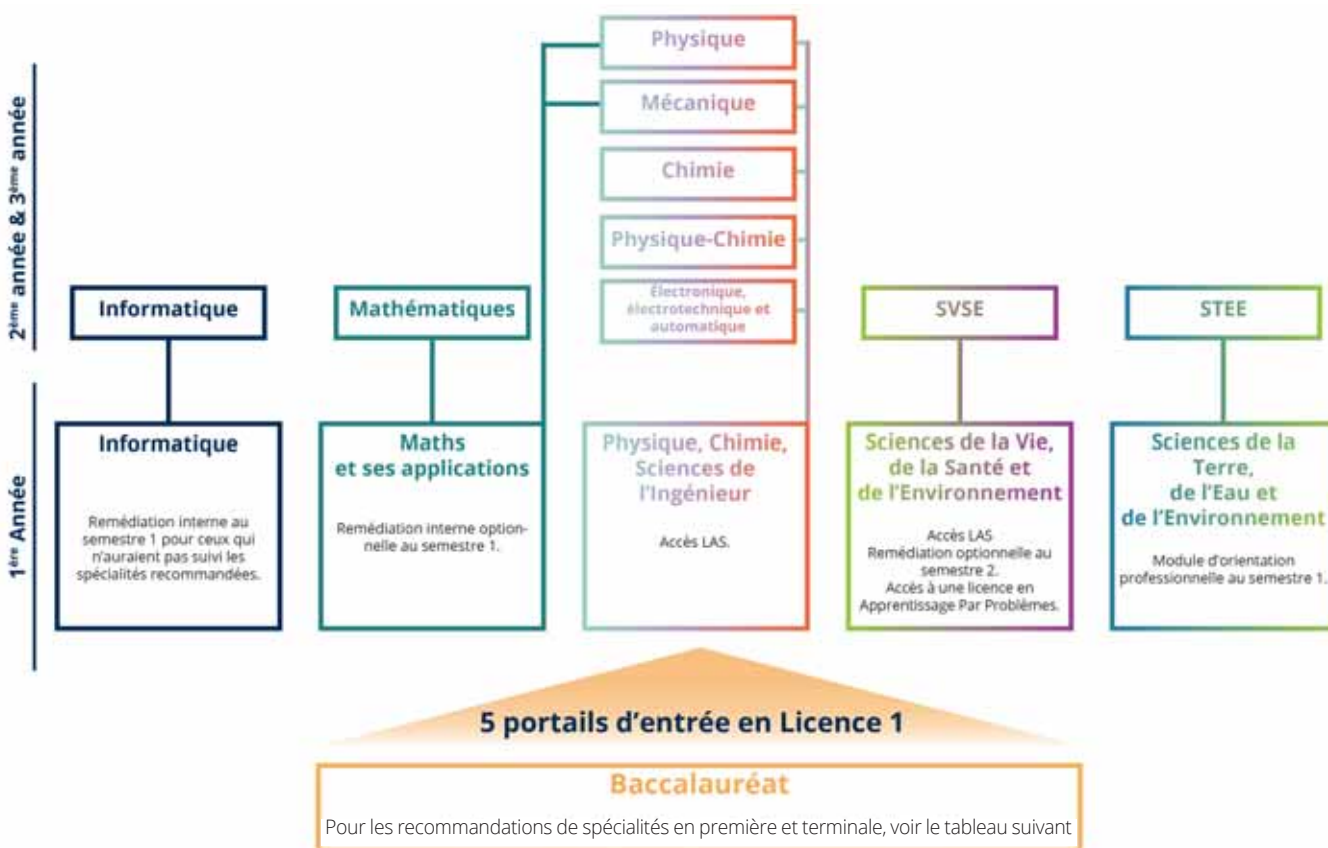 2ème année & 3ème année
Physique
Mécanique
Chimie
Physique-Chimie
Électronique,
électrotechnique et
automatique
Informatique
Mathématiques
SVSE
STEE
1ère Année
Informatique
Remédiation interne au
semestre 1 pour ceux qui
n'auraient pas suivi les
spécialités recommandées.
Maths
et ses applications
Remédiation interne option-
nelle au semestre 1.
Physique, Chimie,
Sciences de
l'Ingénieur
Accès LAS.
Sciences de la Vie,
de la Santé et
de l'Environnement
Accès LAS
Remédiation optionnelle au
semestre 2.
Accès à une licence en
Apprentissage Par Problèmes.
Sciences de la
Terre,
de l'Eau et
de l'Environnement
Module d'orientation
professionnelle au semestre 1.
5 portails d'entrée en Licence 1
Baccalauréat
Pour les recommandations de spécialités en première et terminale, voir le tableau suivant